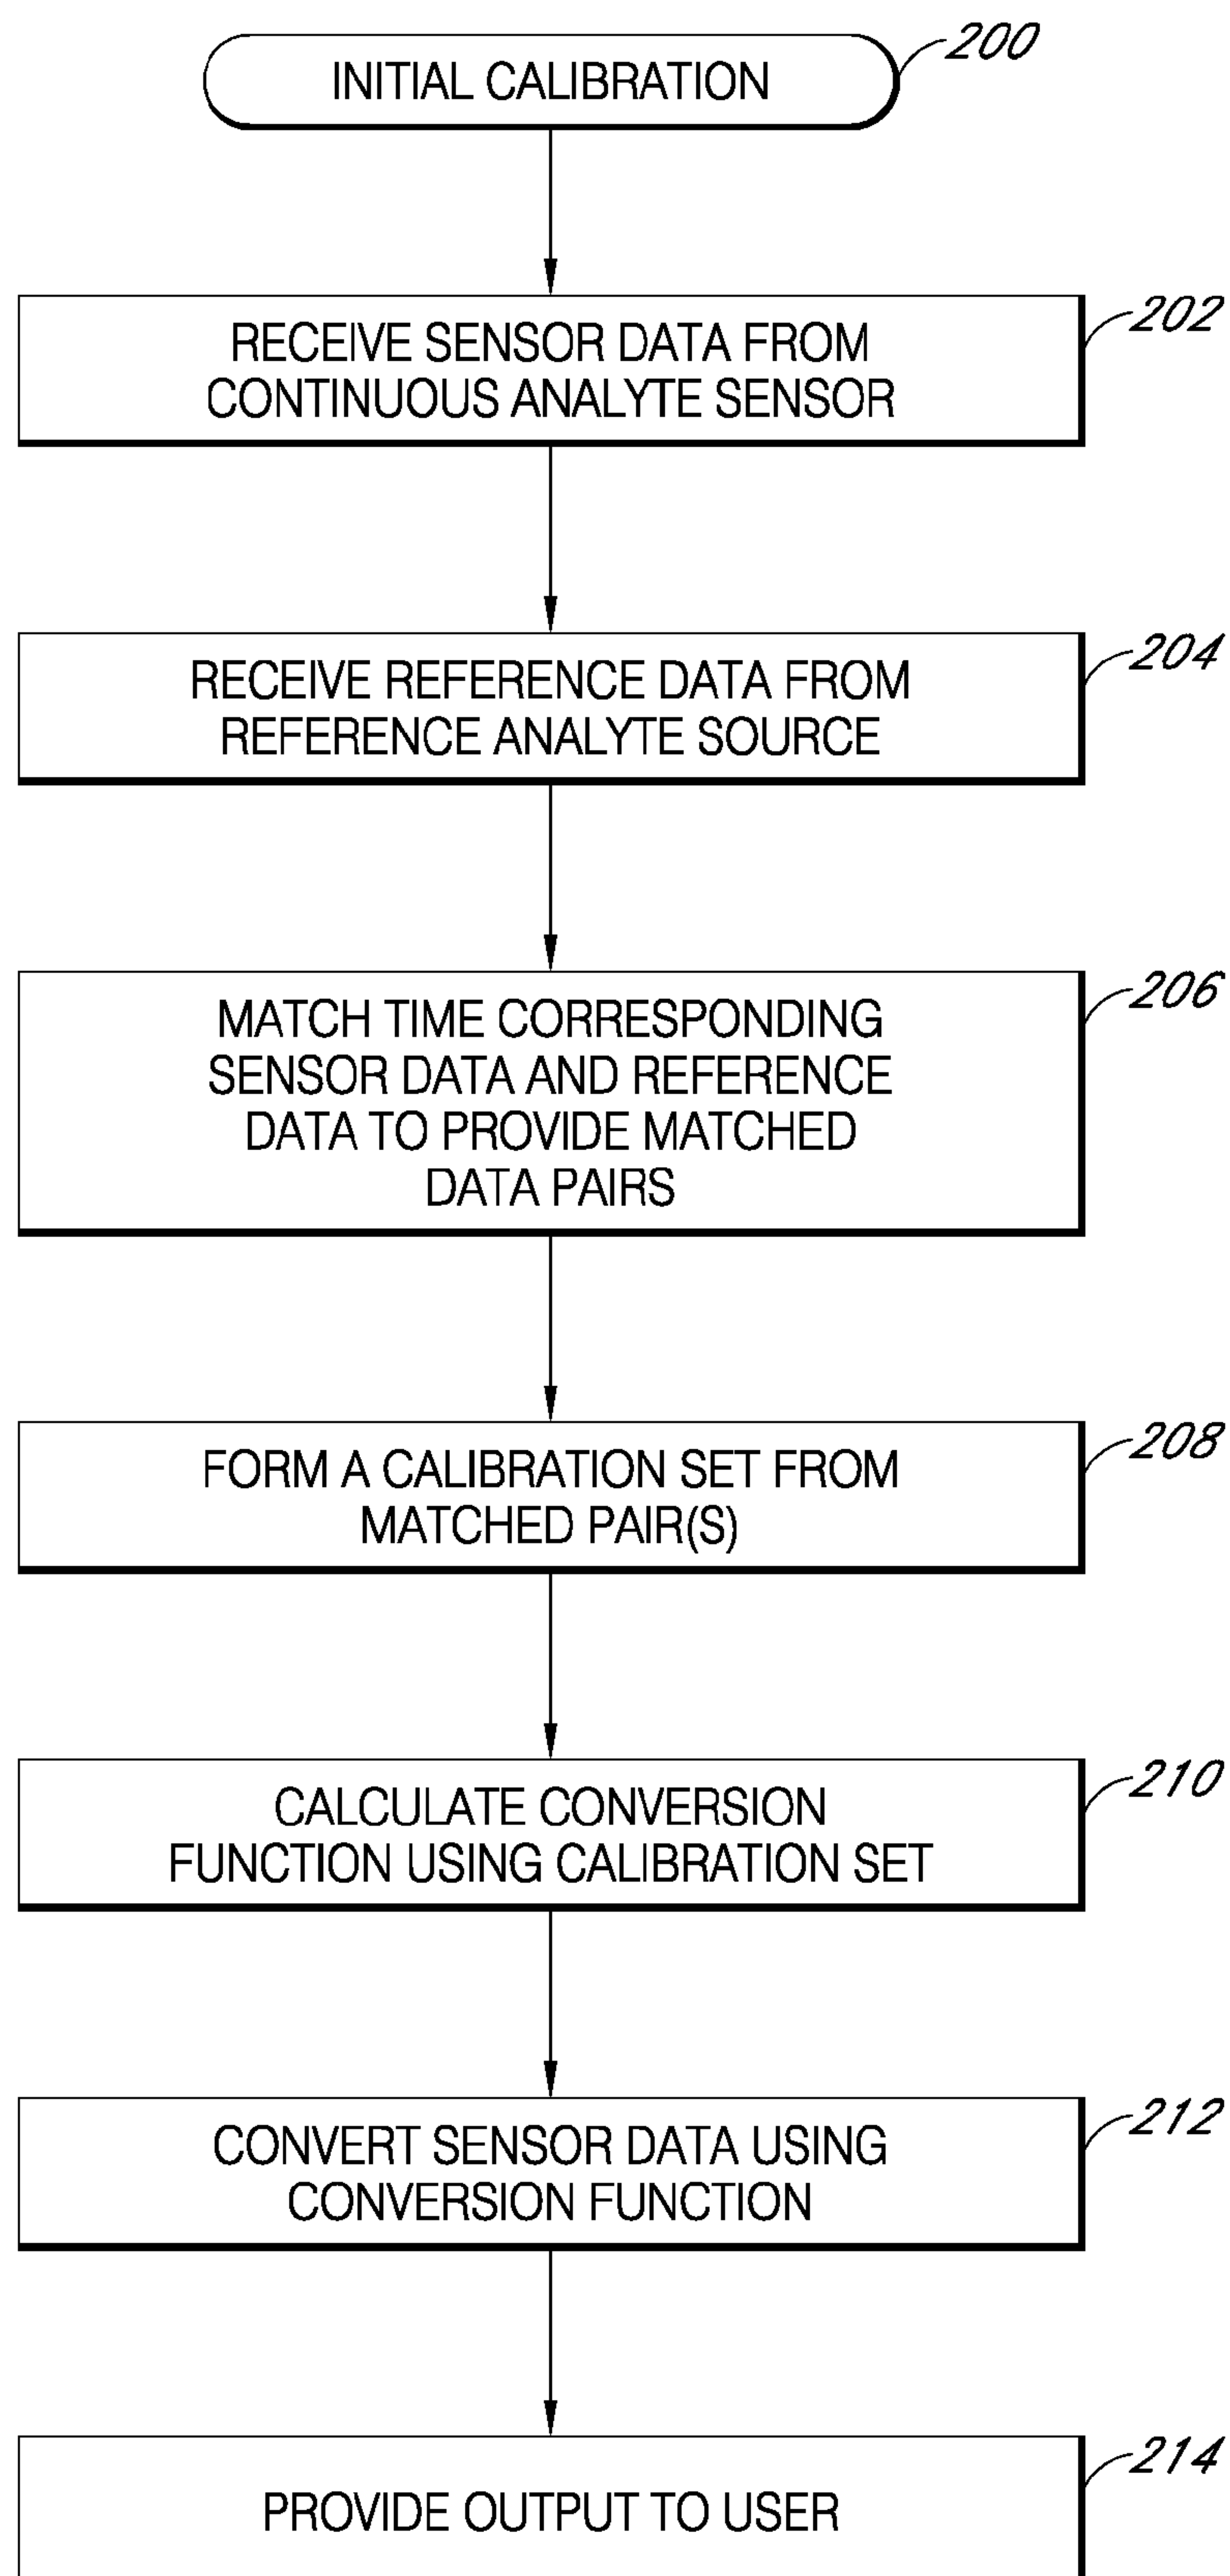 INITIAL CALIBRATION
200
RECEIVE SENSOR DATA FROM
CONTINUOUS ANALYTE SENSOR
202
RECEIVE REFERENCE DATA FROM
REFERENCE ANALYTE SOURCE
204
MATCH TIME CORRESPONDING
SENSOR DATA AND REFERENCE
DATA TO PROVIDE MATCHED
DATA PAIRS
206
FORM A CALIBRATION SET FROM
MATCHED PAIR(S)
208
CALCULATE CONVERSION
FUNCTION USING CALIBRATION SET
210
CONVERT SENSOR DATA USING
CONVERSION FUNCTION
212
PROVIDE OUTPUT TO USER
214